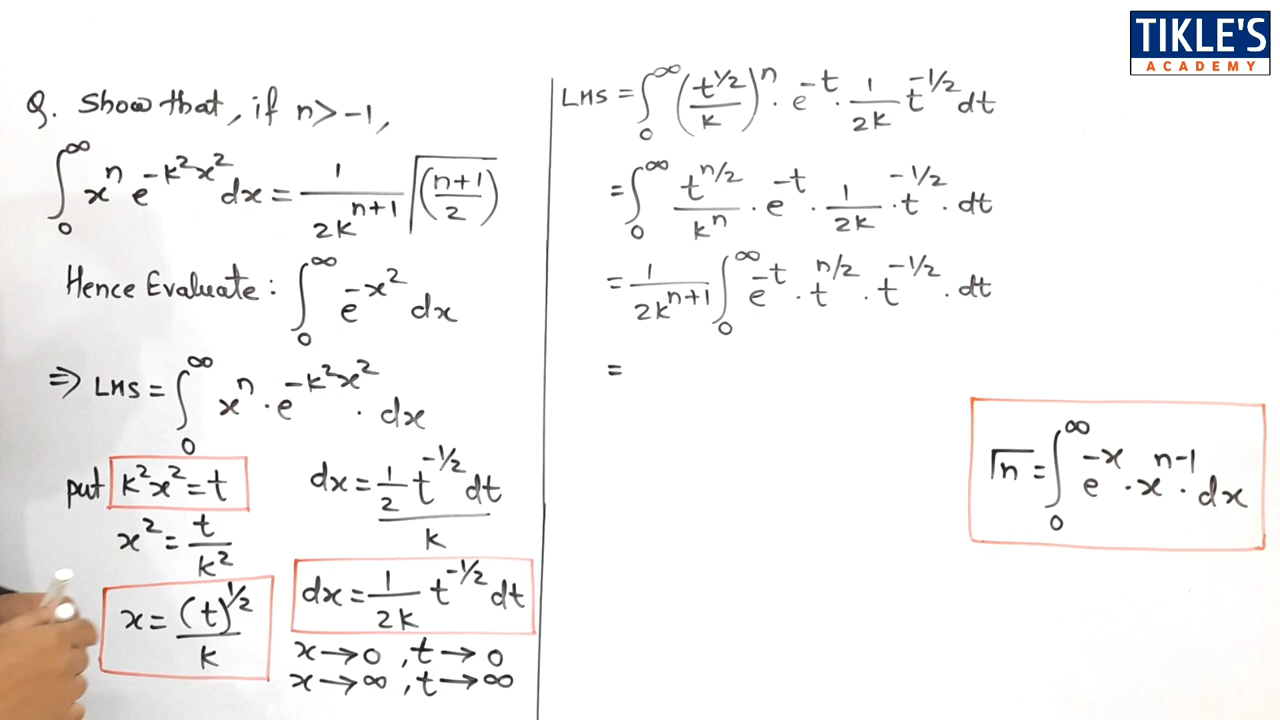 TIKLE'S
ACADEMY
Q. Show that, if n > -1,
∫₀^∞ xⁿ e^(-k²x²) dx = 1/(2k^(n+1)) Γ((n+1)/2)
Hence Evaluate : ∫₀^∞ e^(-x²) dx
⇒ LHS = ∫₀^∞ xⁿ · e^(-k²x²) · dx
put k²x² = t
x² = t/k²
x = (t)^(1/2)/k
dx = (1/2 t^(-1/2) dt)/k
dx = 1/(2k) t^(-1/2) dt
x → 0 , t → 0
x → ∞ , t → ∞
LHS = ∫₀^∞ (t^(1/2)/k)ⁿ · e^(-t) · 1/(2k) t^(-1/2) dt
= ∫₀^∞ t^(n/2)/kⁿ · e^(-t) · 1/(2k) · t^(-1/2) · dt
= 1/(2k^(n+1)) ∫₀^∞ e^(-t) · t^(n/2) · t^(-1/2) · dt
=
Γn = ∫₀^∞ e^(-x) · x^(n-1) · dx